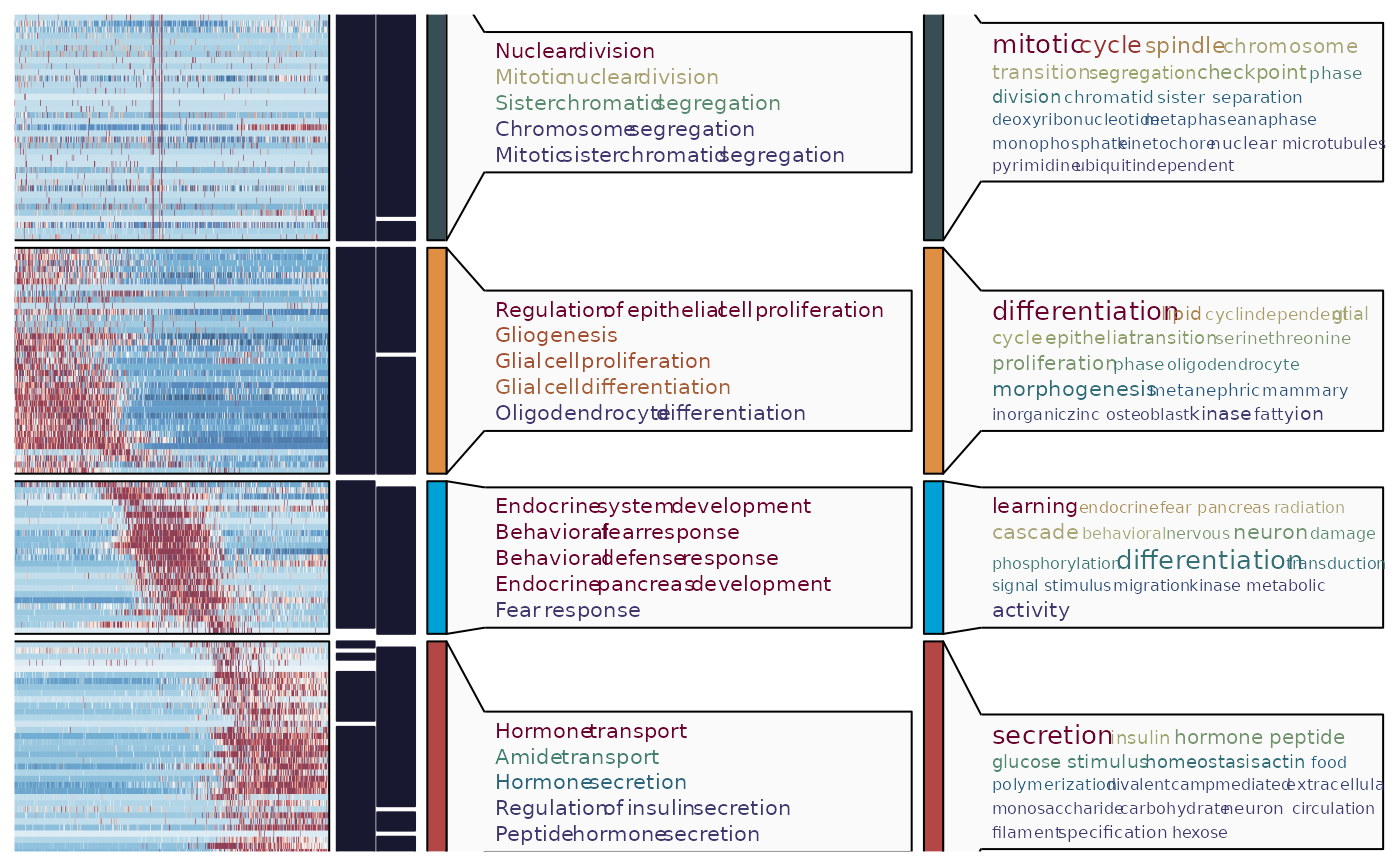 Nuclear division
Mitotic nuclear division
Sister chromatid segregation
Chromosome segregation
Mitotic sister chromatid segregation
mitotic cycle spindle chromosome
transition segregation checkpoint phase
division chromatid sister separation
deoxyribonucleotide metaphase anaphase
monophosphate kinetochore nuclear microtubules
pyrimidine ubiquitin dependent
Regulation of epithelial cell proliferation
Gliogenesis
Glial cell proliferation
Glial cell differentiation
Oligodendrocyte differentiation
differentiation lipid cyclin dependent glial
cycle epithelial transition serine threonine
proliferation phase oligodendrocyte
morphogenesis metanephric mammary
inorganic zinc osteoblast kinase fatty ion
Endocrine system development
Behavioral fear response
Behavioral defense response
Endocrine pancreas development
Fear response
learning endocrine fear pancreas radiation
cascade behavioral nervous neuron damage
phosphorylation differentiation transduction
signal stimulus migration kinase metabolic
activity
Hormone transport
Amide transport
Hormone secretion
Regulation of insulin secretion
Peptide hormone secretion
secretion insulin hormone peptide
glucose stimulus homeostasis actin food
polymerization divalent camp mediated extracellula
monosaccharide carbohydrate neuron circulation
filament specification hexose